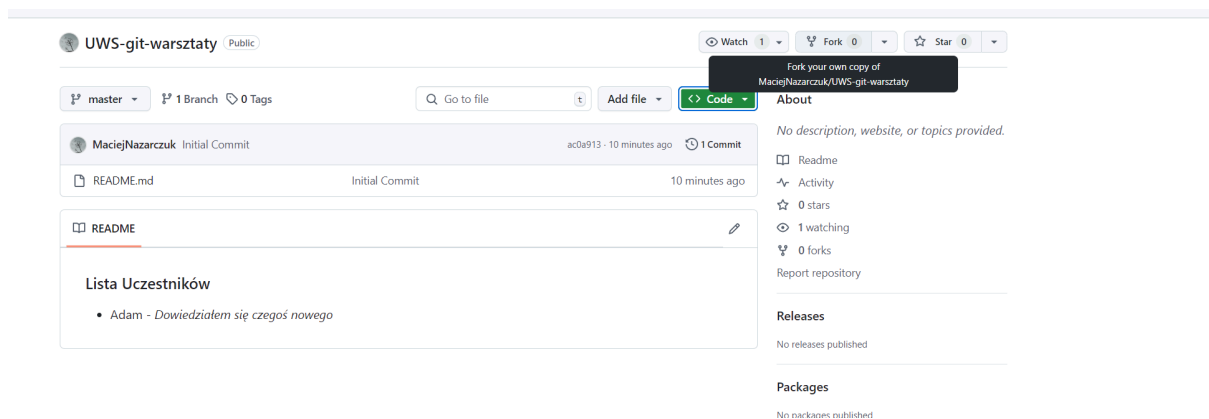 UWS-git-warsztaty Public
Watch 1 Fork 0 Star 0
Fork your own copy of
MaciejNazarczuk/UWS-git-warsztaty
master 1 Branch 0 Tags Go to file t Add file Code
About
No description, website, or topics provided.
MaciejNazarczuk Initial Commit ac0a913 · 10 minutes ago 1 Commit
README.md Initial Commit 10 minutes ago
Readme
Activity
0 stars
1 watching
0 forks
Report repository
README
Lista Uczestników
• Adam - Dowiedziałem się czegoś nowego
Releases
No releases published
Packages
No packages published